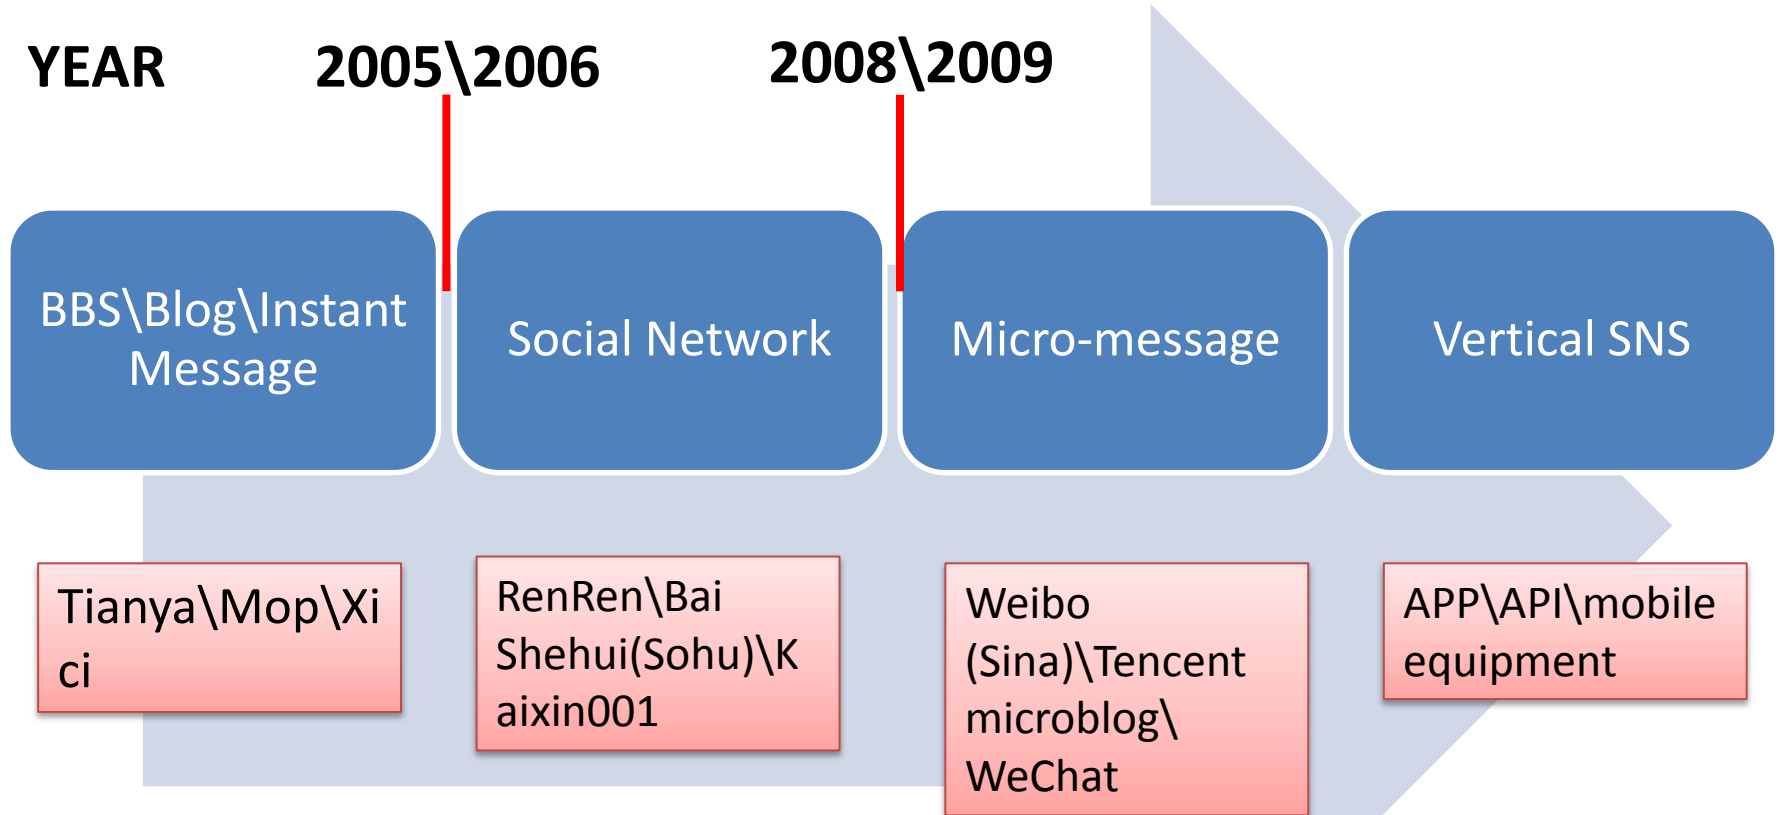 YEAR
2005\2006
2008\2009
BBS\Blog\Instant
Message
Social Network
Micro-message
Vertical SNS
Tianya\Mop\Xi
ci
RenRen\Bai
Shehui(Sohu)\K
aixin001
Weibo
(Sina)\Tencent
microblog\
WeChat
APP\API\mobile
equipment